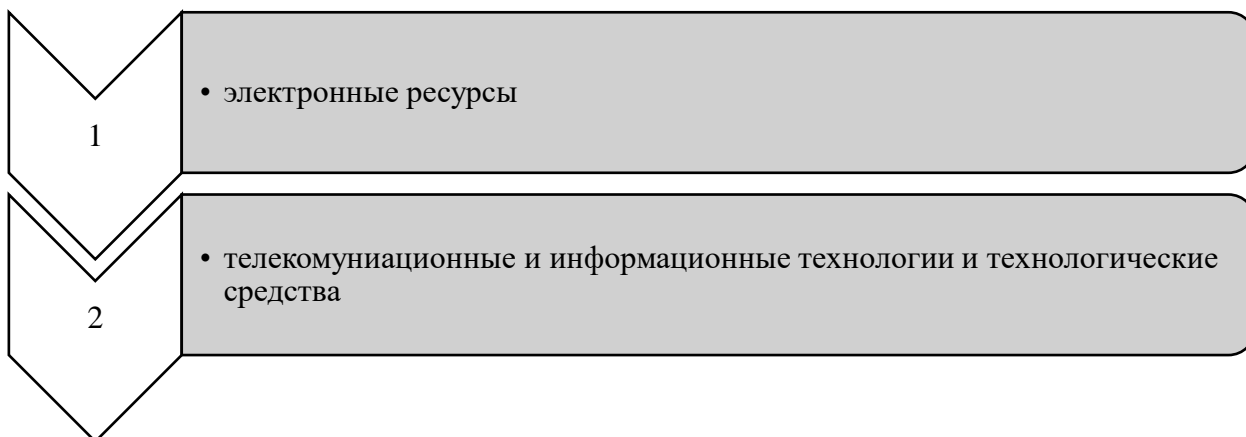 1
• электронные ресурсы
2
• телекомуниационные и информационные технологии и технологические
средства